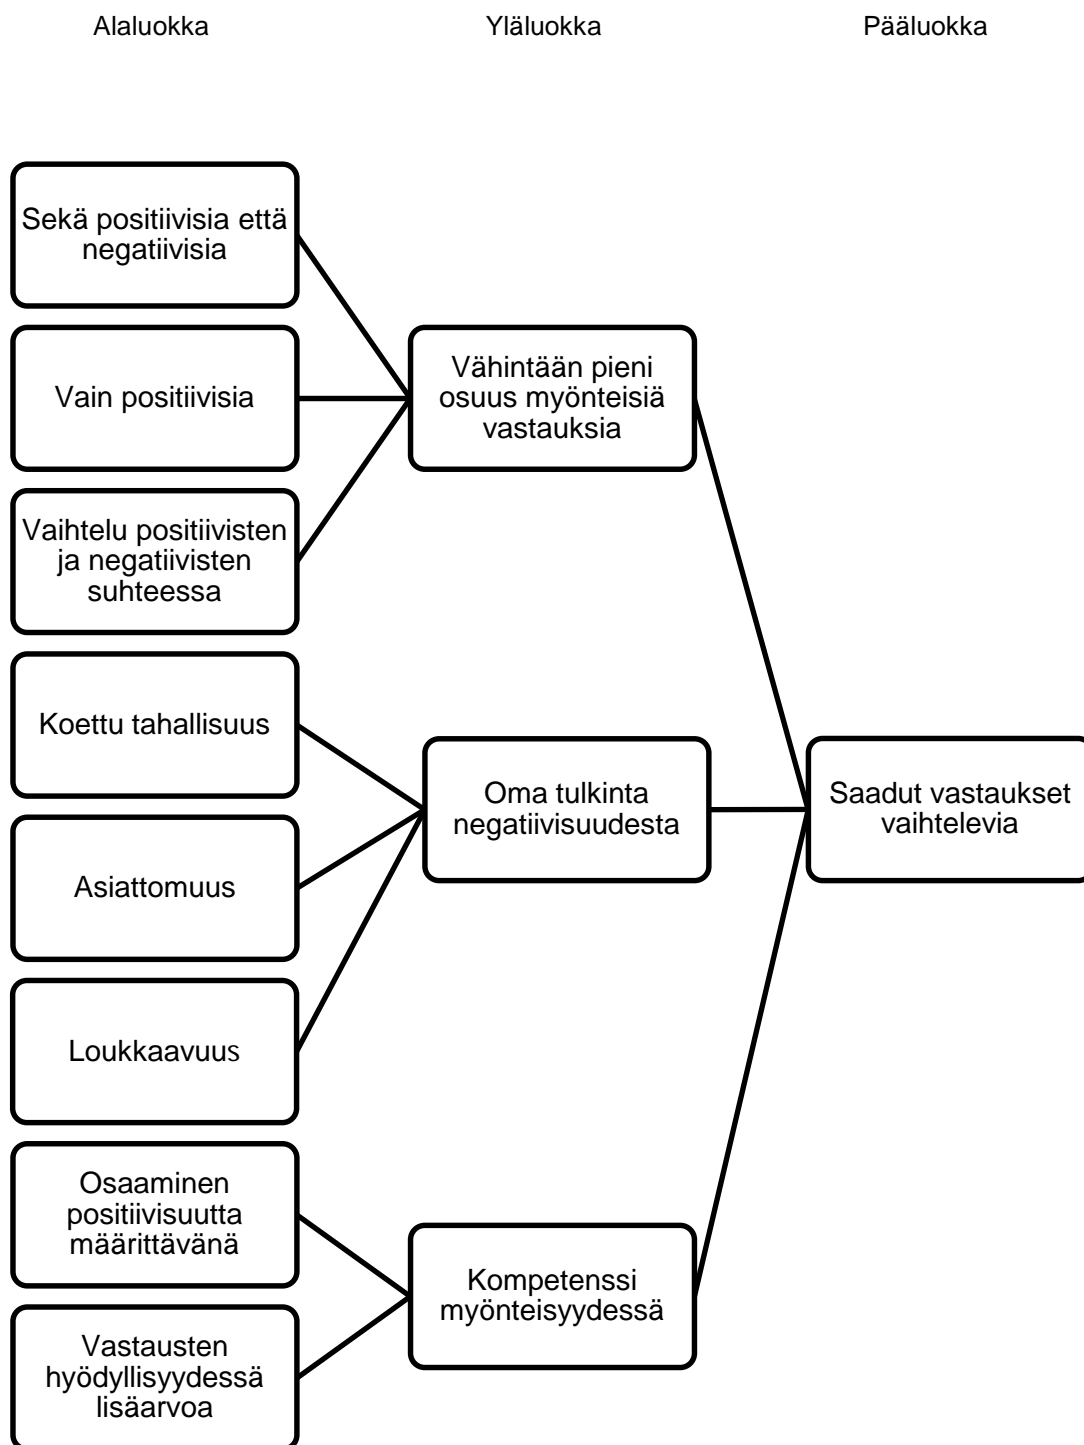 Alaluokka
Yläluokka
Pääluokka
Sekä positiivisia että
negatiivisia
Vain positiivisia
Vaihtelu positiivisten
ja negatiivisten
suhteessa
Vähintään pieni
osuus myönteisiä
vastauksia
Koettu tahallisuus
Asiattomuus
Loukkaavuus
Oma tulkinta
negatiivisuudesta
Saadut vastaukset
vaihtelevia
Osaaminen
positiivisuutta
määrittävänä
Vastausten
hyödyllisyydessä
lisäarvoa
Kompetenssi
myönteisyydessä